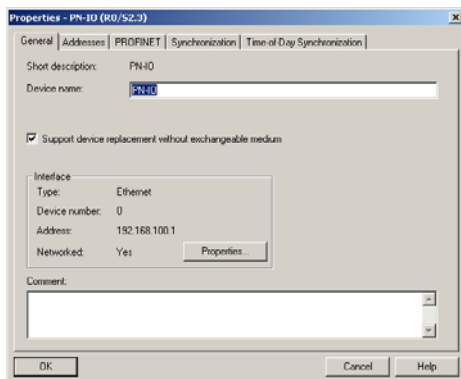 Properties - PN-IO (R0/S2.3)
General Addresses PROFINET Synchronization Time-of-Day Synchronization
Short description: PN-IO
Device name: PN-IO
Support device replacement without exchangeable medium
Interface
Type: Ethernet
Device number: 0
Address: 192.168.100.1
Networked: Yes Properties...
Comment:
OK Cancel Help